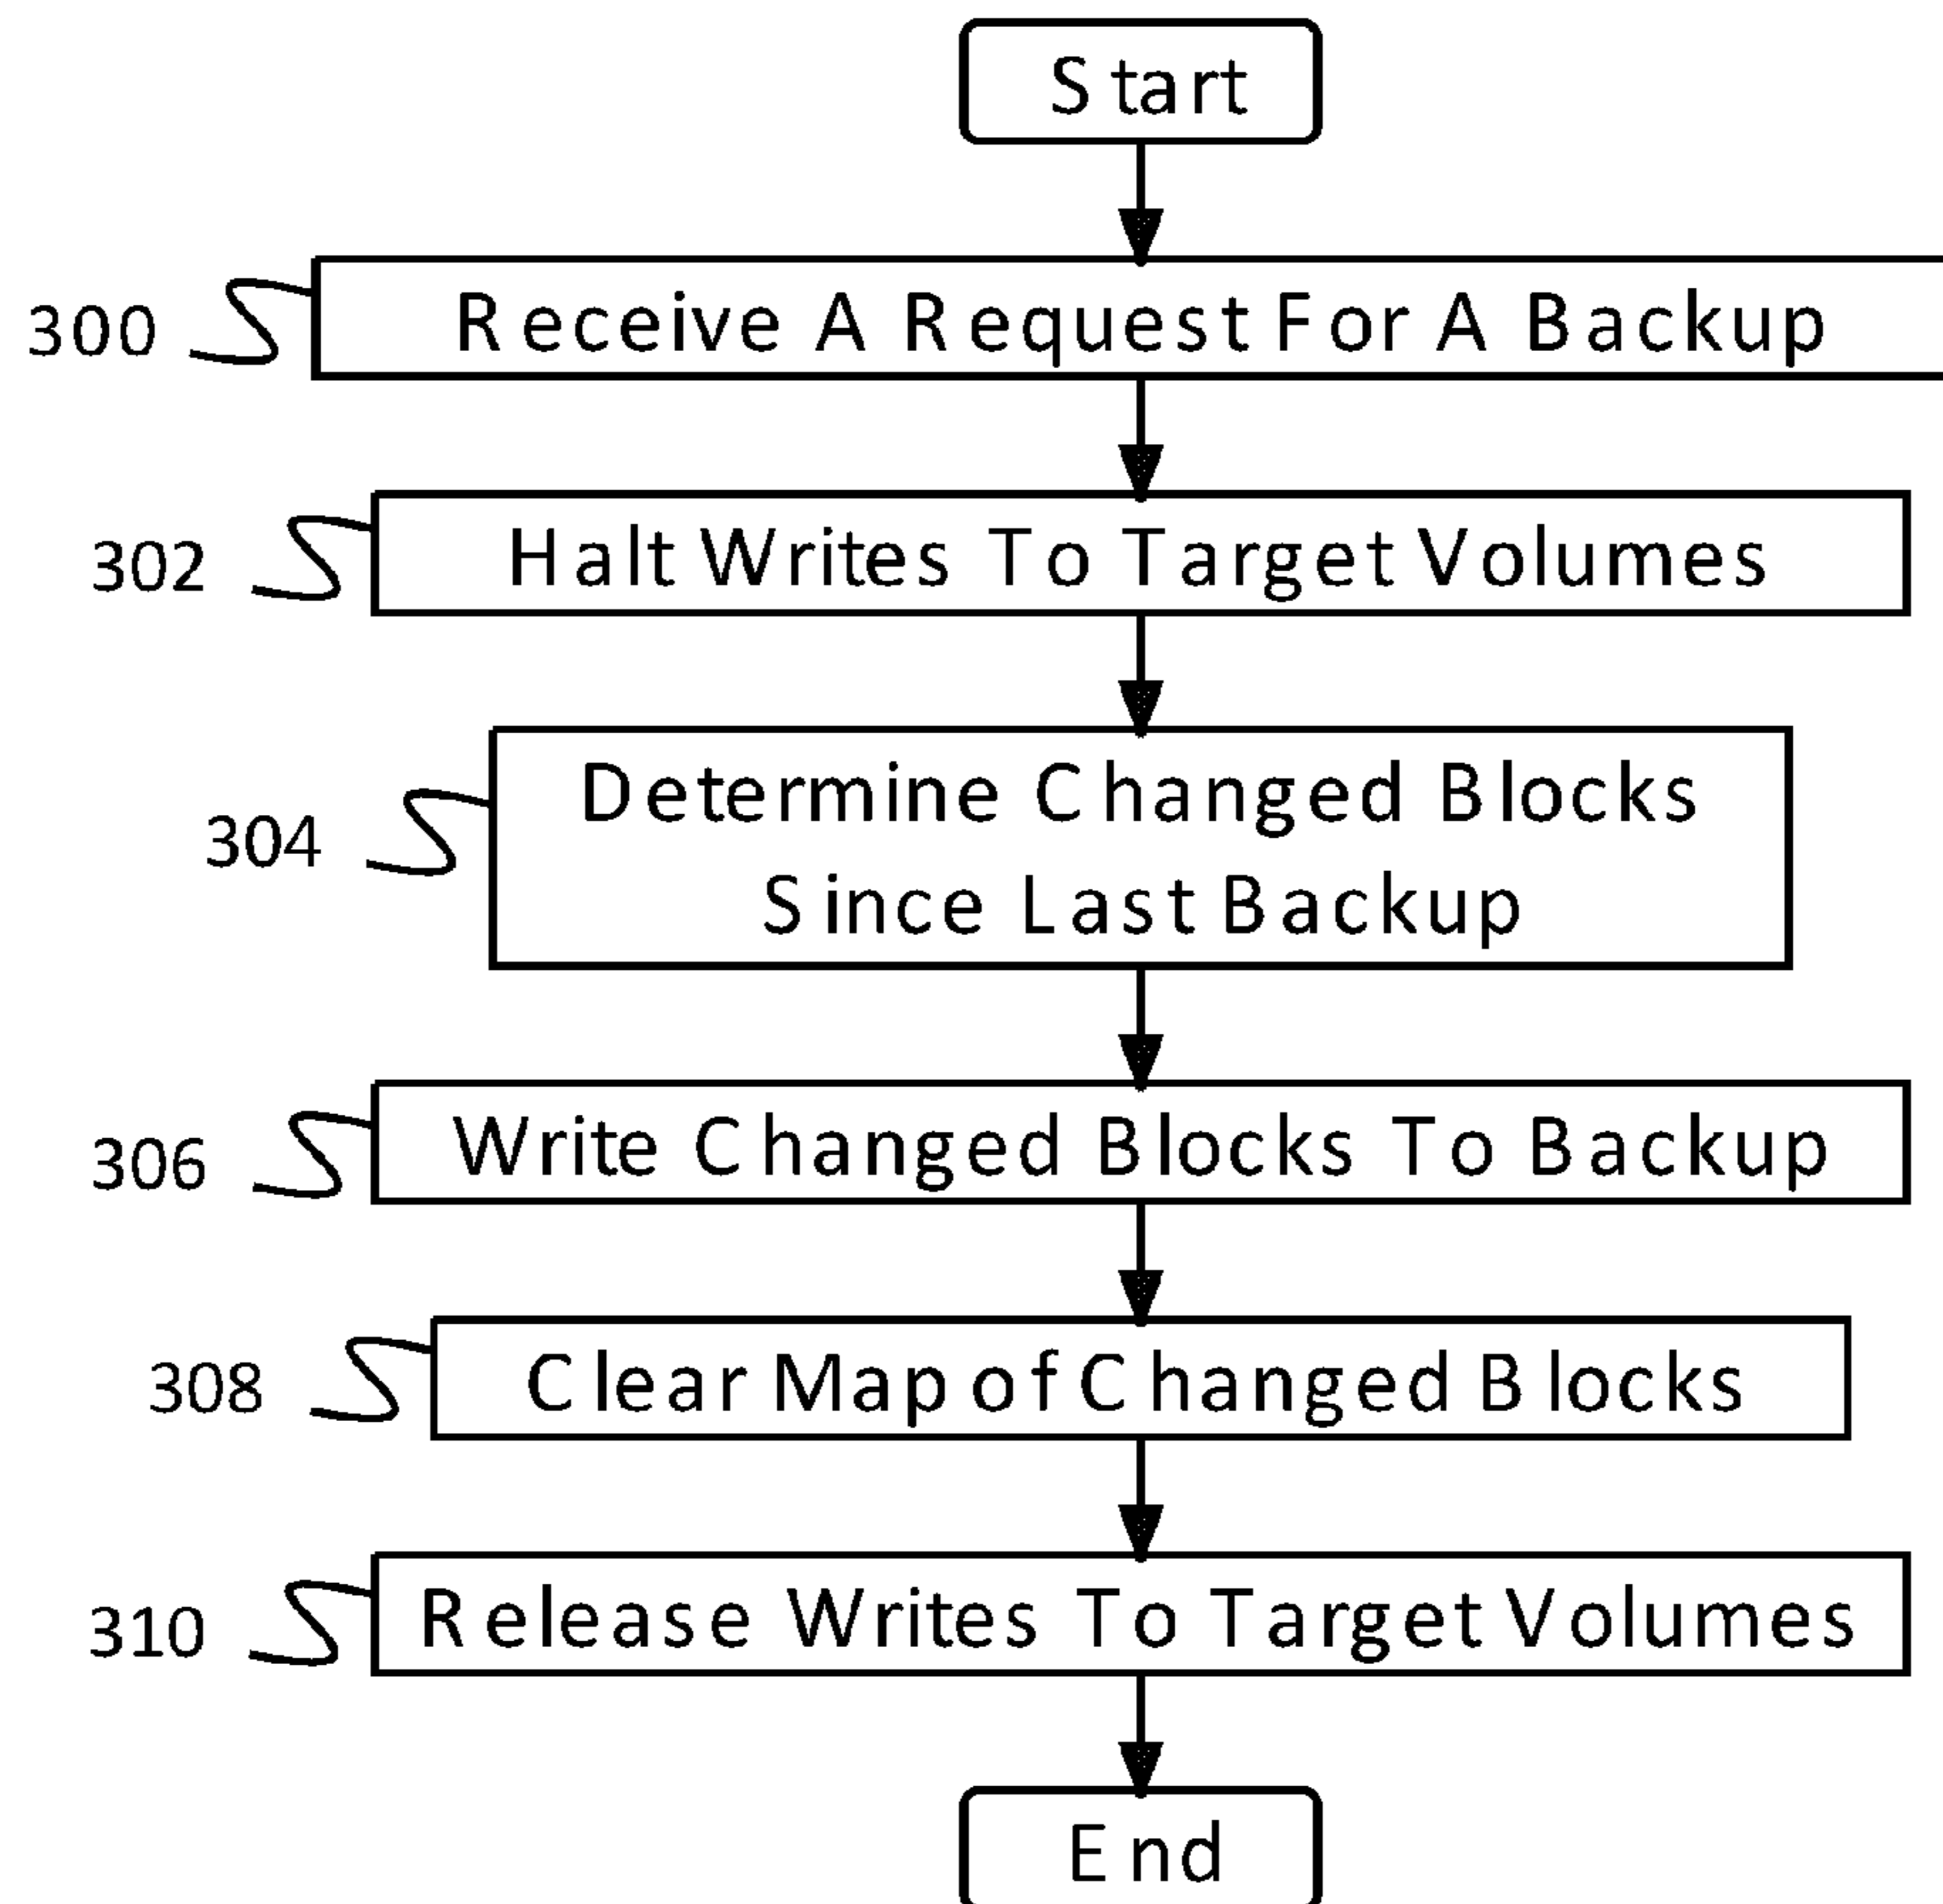 Start
300 Receive A Request For A Backup
302 Halt Writes To Target Volumes
304 Determine Changed Blocks
Since Last Backup
306 Write Changed Blocks To Backup
308 Clear Map of Changed Blocks
310 Release Writes To Target Volumes
End